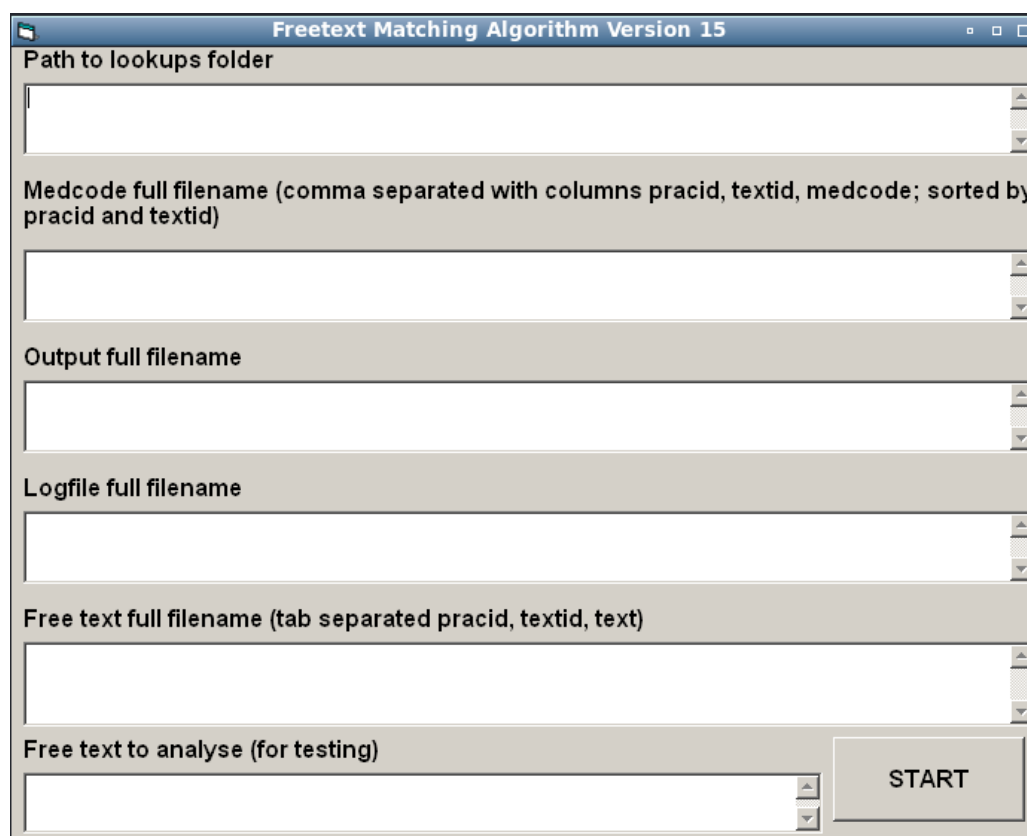 Freetext Matching Algorithm Version 15
Path to lookups folder
Medcode full filename (comma separated with columns pracid, textid, medcode; sorted by
pracid and textid)
Output full filename
Logfile full filename
Free text full filename (tab separated pracid, textid, text)
Free text to analyse (for testing)
START